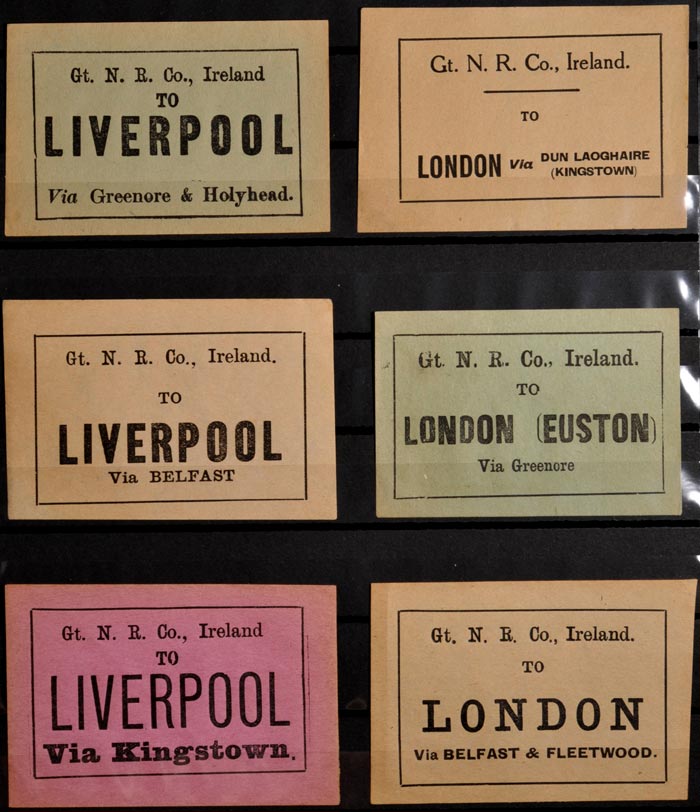 Gt. N. R. Co., Ireland
TO
LIVERPOOL
Via Greenore & Holyhead.
Gt. N. R. Co., Ireland.
TO
LONDON Via DUN LAOGHAIRE
(KINGSTOWN)
Gt. N. R. Co., Ireland.
TO
LIVERPOOL
Via BELFAST
Gt. N. R. Co., Ireland.
TO
LONDON (EUSTON)
Via Greenore
Gt. N. R. Co., Ireland
TO
LIVERPOOL
Via Kingstown.
Gt. N. R. Co., Ireland.
TO
LONDON
Via BELFAST & FLEETWOOD.